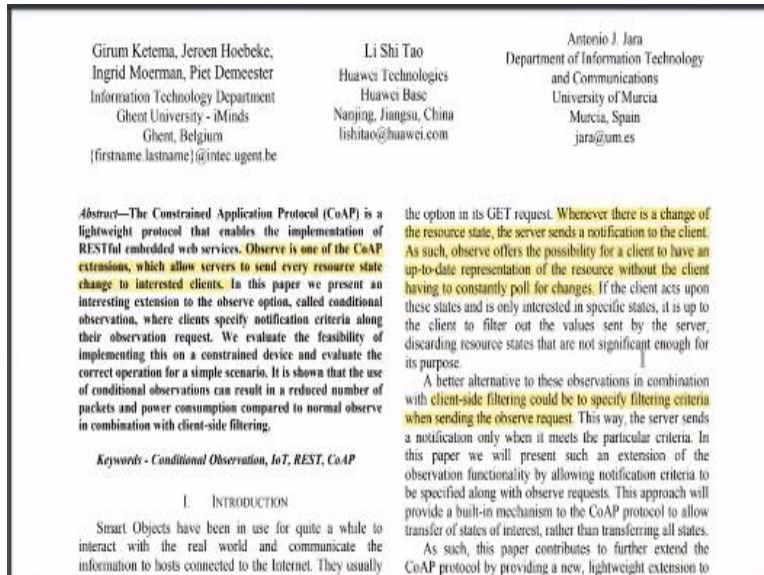 Girum Ketema, Jeroen Hoebeke,
Ingrid Moerman, Piet Demeester
Information Technology Department
Ghent University - iMinds
Ghent, Belgium
{firstname.lastname}@intec.ugent.be
Li Shi Tao
Huawei Technologies
Huawei Base
Nanjing, Jiangsu, China
lishitao@huawei.com
Antonio J. Jara
Department of Information Technology
and Communications
University of Murcia
Murcia, Spain
jara@um.es
Abstract—The Constrained Application Protocol (CoAP) is a
lightweight protocol that enables the implementation of
RESTful embedded web services. Observe is one of the CoAP
extensions, which allow servers to send every resource state
change to interested clients. In this paper we present an
interesting extension to the observe option, called conditional
observation, where clients specify notification criteria along
their observation request. We evaluate the feasibility of
implementing this on a constrained device and evaluate the
correct operation for a simple scenario. It is shown that the use
of conditional observations can result in a reduced number of
packets and power consumption compared to normal observe
in combination with client-side filtering.
Keywords - Conditional Observation, IoT, REST, CoAP
I. INTRODUCTION
Smart Objects have been in use for quite a while to
interact with the real world and communicate the
information to hosts connected to the Internet. They usually
the option in its GET request. Whenever there is a change of
the resource state, the server sends a notification to the client.
As such, observe offers the possibility for a client to have an
up-to-date representation of the resource without the client
having to constantly poll for changes. If the client acts upon
these states and is only interested in specific states, it is up to
the client to filter out the values sent by the server,
discarding resource states that are not significant enough for
its purpose.
A better alternative to these observations in combination
with client-side filtering could be to specify filtering criteria
when sending the observe request. This way, the server sends
a notification only when it meets the particular criteria. In
this paper we will present such an extension of the
observation functionality by allowing notification criteria to
be specified along with observe requests. This approach will
provide a built-in mechanism to the CoAP protocol to allow
transfer of states of interest, rather than transferring all states.
As such, this paper contributes to further extend the
CoAP protocol by providing a new, lightweight extension to